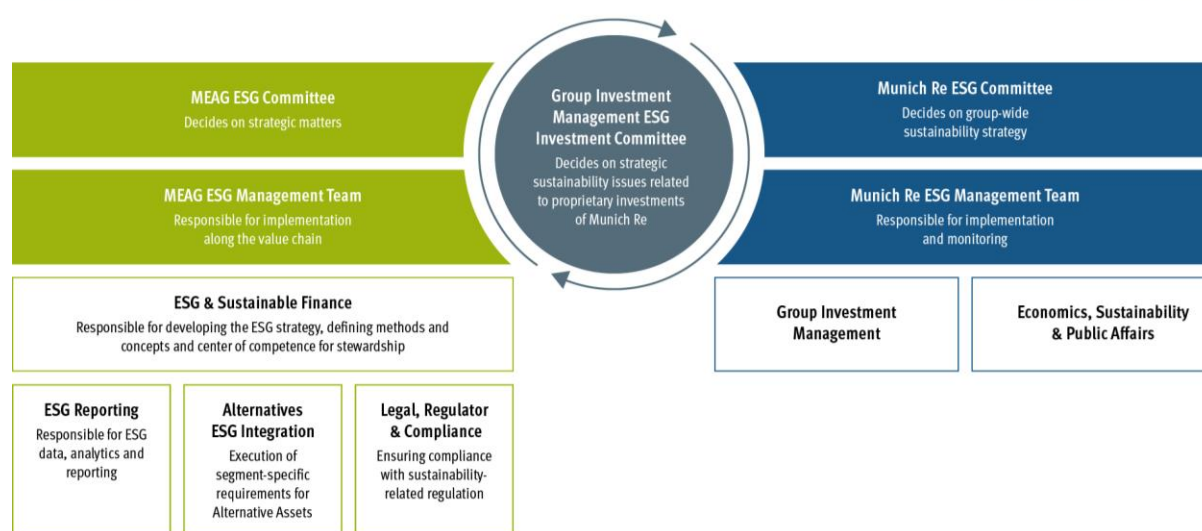 MEAG ESG Committee
Decides on strategic matters
MEAG ESG Management Team
Responsible for implementation
along the value chain
Group Investment
Management ESG
Investment Committee
Decides on strategic
sustainability issues related
to proprietary investments
of Munich Re
Munich Re ESG Committee
Decides on group-wide
sustainability strategy
Munich Re ESG Management Team
Responsible for implementation
and monitoring
ESG & Sustainable Finance
Responsible for developing the ESG strategy, defining methods and
concepts and center of competence for stewardship
Group Investment
Management
Economics, Sustainability
& Public Affairs
ESG Reporting
Responsible for ESG
data, analytics and
reporting
Alternatives
ESG Integration
Execution of
segment-specific
requirements for
Alternative Assets
Legal, Regulator
& Compliance
Ensuring compliance
with sustainability-
related regulation